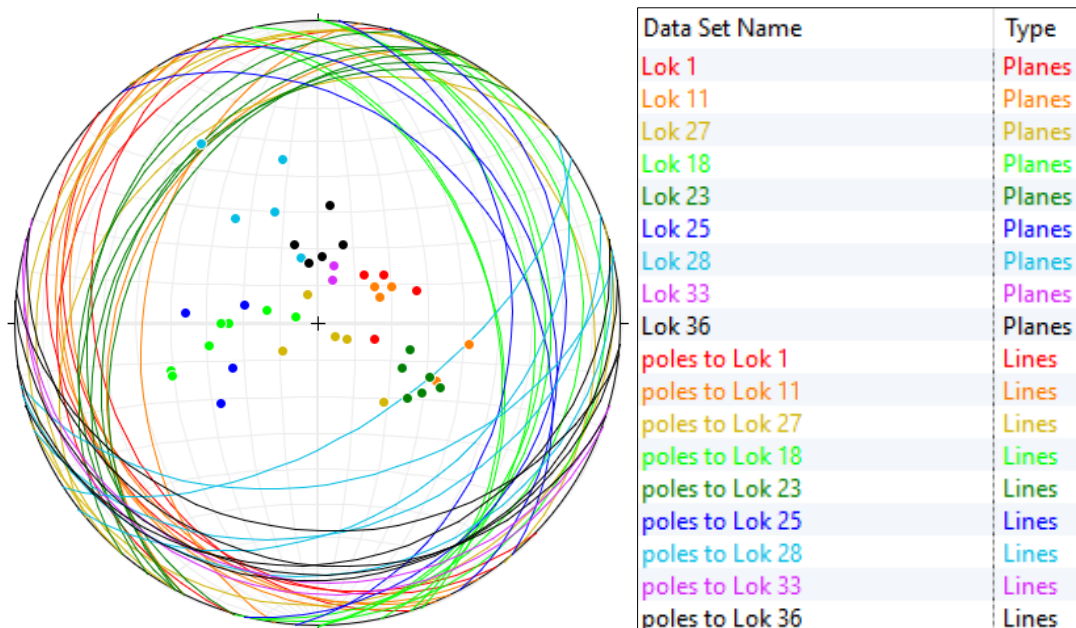 Data Set Name Type
Lok 1 Planes
Lok 11 Planes
Lok 27 Planes
Lok 18 Planes
Lok 23 Planes
Lok 25 Planes
Lok 28 Planes
Lok 33 Planes
Lok 36 Planes
poles to Lok 1 Lines
poles to Lok 11 Lines
poles to Lok 27 Lines
poles to Lok 18 Lines
poles to Lok 23 Lines
poles to Lok 25 Lines
poles to Lok 28 Lines
poles to Lok 33 Lines
poles to Lok 36 Lines